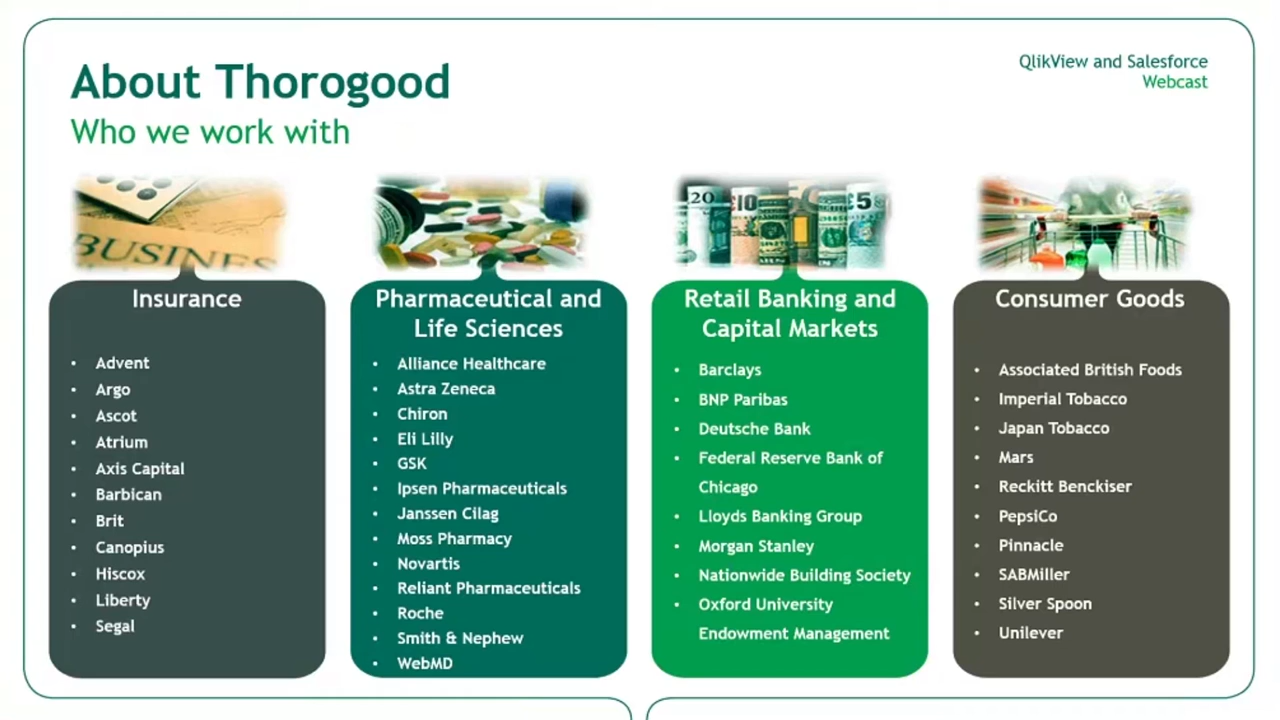 About Thorogood
Who we work with
QlikView and Salesforce
Webcast
BUSINES
20
10
5
Insurance
• Advent
• Argo
• Ascot
• Atrium
• Axis Capital
• Barbican
• Brit
• Canopius
• Hiscox
• Liberty
• Segal
Pharmaceutical and
Life Sciences
• Alliance Healthcare
• Astra Zeneca
• Chiron
• Eli Lilly
• GSK
• Ipsen Pharmaceuticals
• Janssen Cilag
• Moss Pharmacy
• Novartis
• Reliant Pharmaceuticals
• Roche
• Smith & Nephew
• WebMD
Retail Banking and
Capital Markets
• Barclays
• BNP Paribas
• Deutsche Bank
• Federal Reserve Bank of
Chicago
• Lloyds Banking Group
• Morgan Stanley
• Nationwide Building Society
• Oxford University
Endowment Management
Consumer Goods
• Associated British Foods
• Imperial Tobacco
• Japan Tobacco
• Mars
• Reckitt Benckiser
• PepsiCo
• Pinnacle
• SABMiller
• Silver Spoon
• Unilever